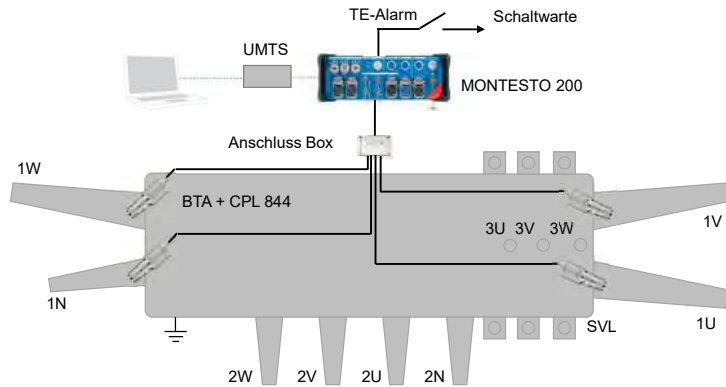 TE-Alarm
Schaltwarte
UMTS
MONTESTO 200
Anschluss Box
1W
BTA + CPL 844
3U 3V 3W
1V
1N
1U
SVL
2W 2V 2U 2N